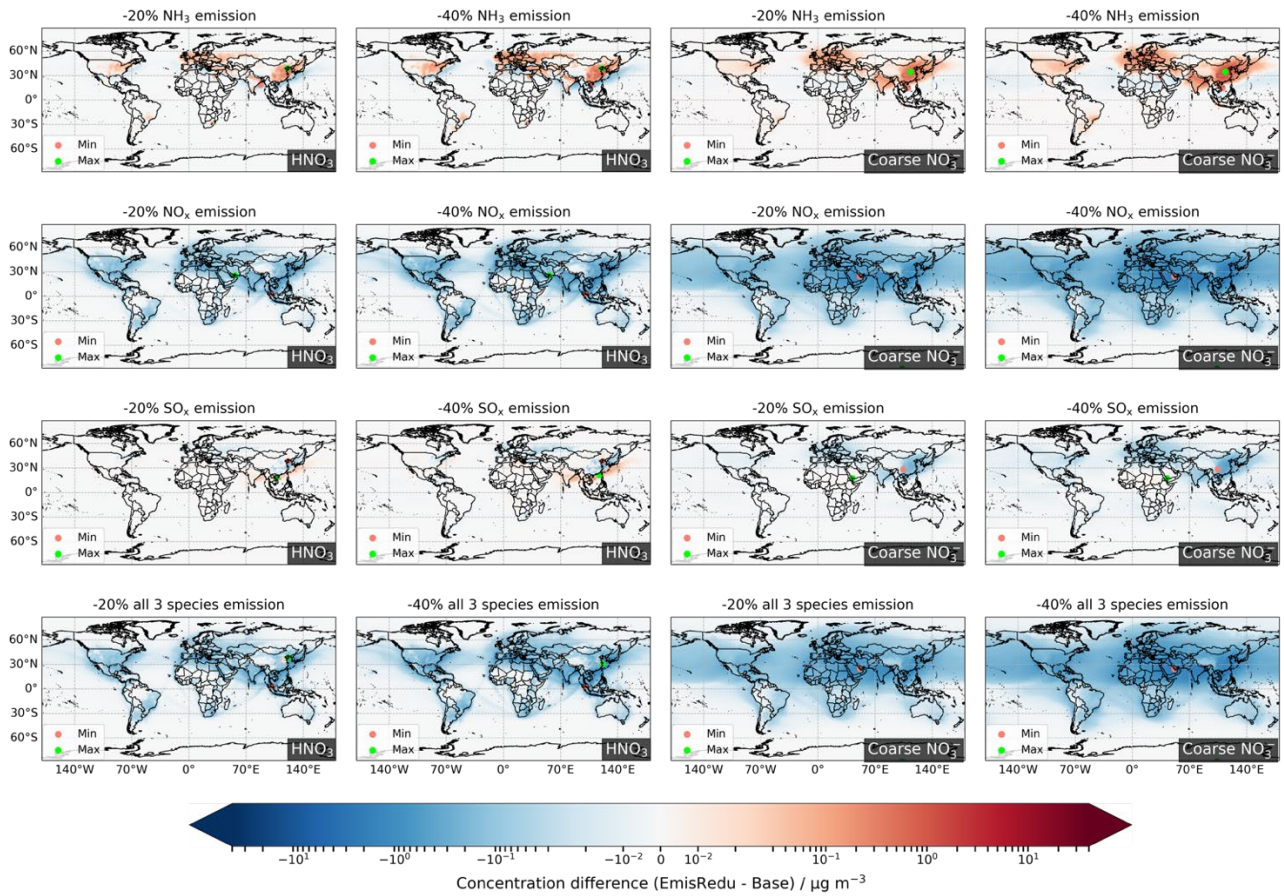 -20% NH₃ emission
-40% NH₃ emission
-20% NH₃ emission
-40% NH₃ emission
60°N
30°N
0°
30°S
60°S
Min
Max
HNO₃
Min
Max
HNO₃
Min
Max
Coarse NO₃⁻
Min
Max
Coarse NO₃⁻
-20% NOₓ emission
-40% NOₓ emission
-20% NOₓ emission
-40% NOₓ emission
60°N
30°N
0°
30°S
60°S
Min
Max
HNO₃
Min
Max
HNO₃
Min
Max
Coarse NO₃⁻
Min
Max
Coarse NO₃⁻
-20% SOₓ emission
-40% SOₓ emission
-20% SOₓ emission
-40% SOₓ emission
60°N
30°N
0°
30°S
60°S
Min
Max
HNO₃
Min
Max
HNO₃
Min
Max
Coarse NO₃⁻
Min
Max
Coarse NO₃⁻
-20% all 3 species emission
-40% all 3 species emission
-20% all 3 species emission
-40% all 3 species emission
60°N
30°N
0°
30°S
60°S
Min
Max
HNO₃
Min
Max
HNO₃
Min
Max
Coarse NO₃⁻
Min
Max
Coarse NO₃⁻
140°W 70°W 0° 70°E 140°E
140°W 70°W 0° 70°E 140°E
140°W 70°W 0° 70°E 140°E
140°W 70°W 0° 70°E 140°E
−10¹ −10⁰ −10⁻¹ −10⁻² 0 10⁻² 10⁻¹ 10⁰ 10¹
Concentration difference (EmisRedu - Base) / µg m⁻³